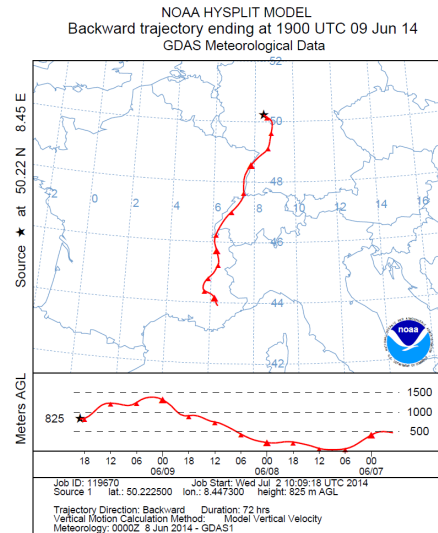 NOAA HYSPLIT MODEL
Backward trajectory ending at 1900 UTC 09 Jun 14
GDAS Meteorological Data
Source ★ at 50.22 N 8.45 E
52
50
-2 0 2 4 6 8 10 12 14 16
48
46
44
42
noaa
Meters AGL
825
1500
1000
500
18 12 06 00 18 12 06 00 18 12 06 00
06/09 06/08 06/07
Job ID: 119670 Job Start: Wed Jul 2 10:09:18 UTC 2014
Source 1 lat.: 50.222500 lon.: 8.447300 height: 825 m AGL
Trajectory Direction: Backward Duration: 72 hrs
Vertical Motion Calculation Method: Model Vertical Velocity
Meteorology: 0000Z 8 Jun 2014 - GDAS1